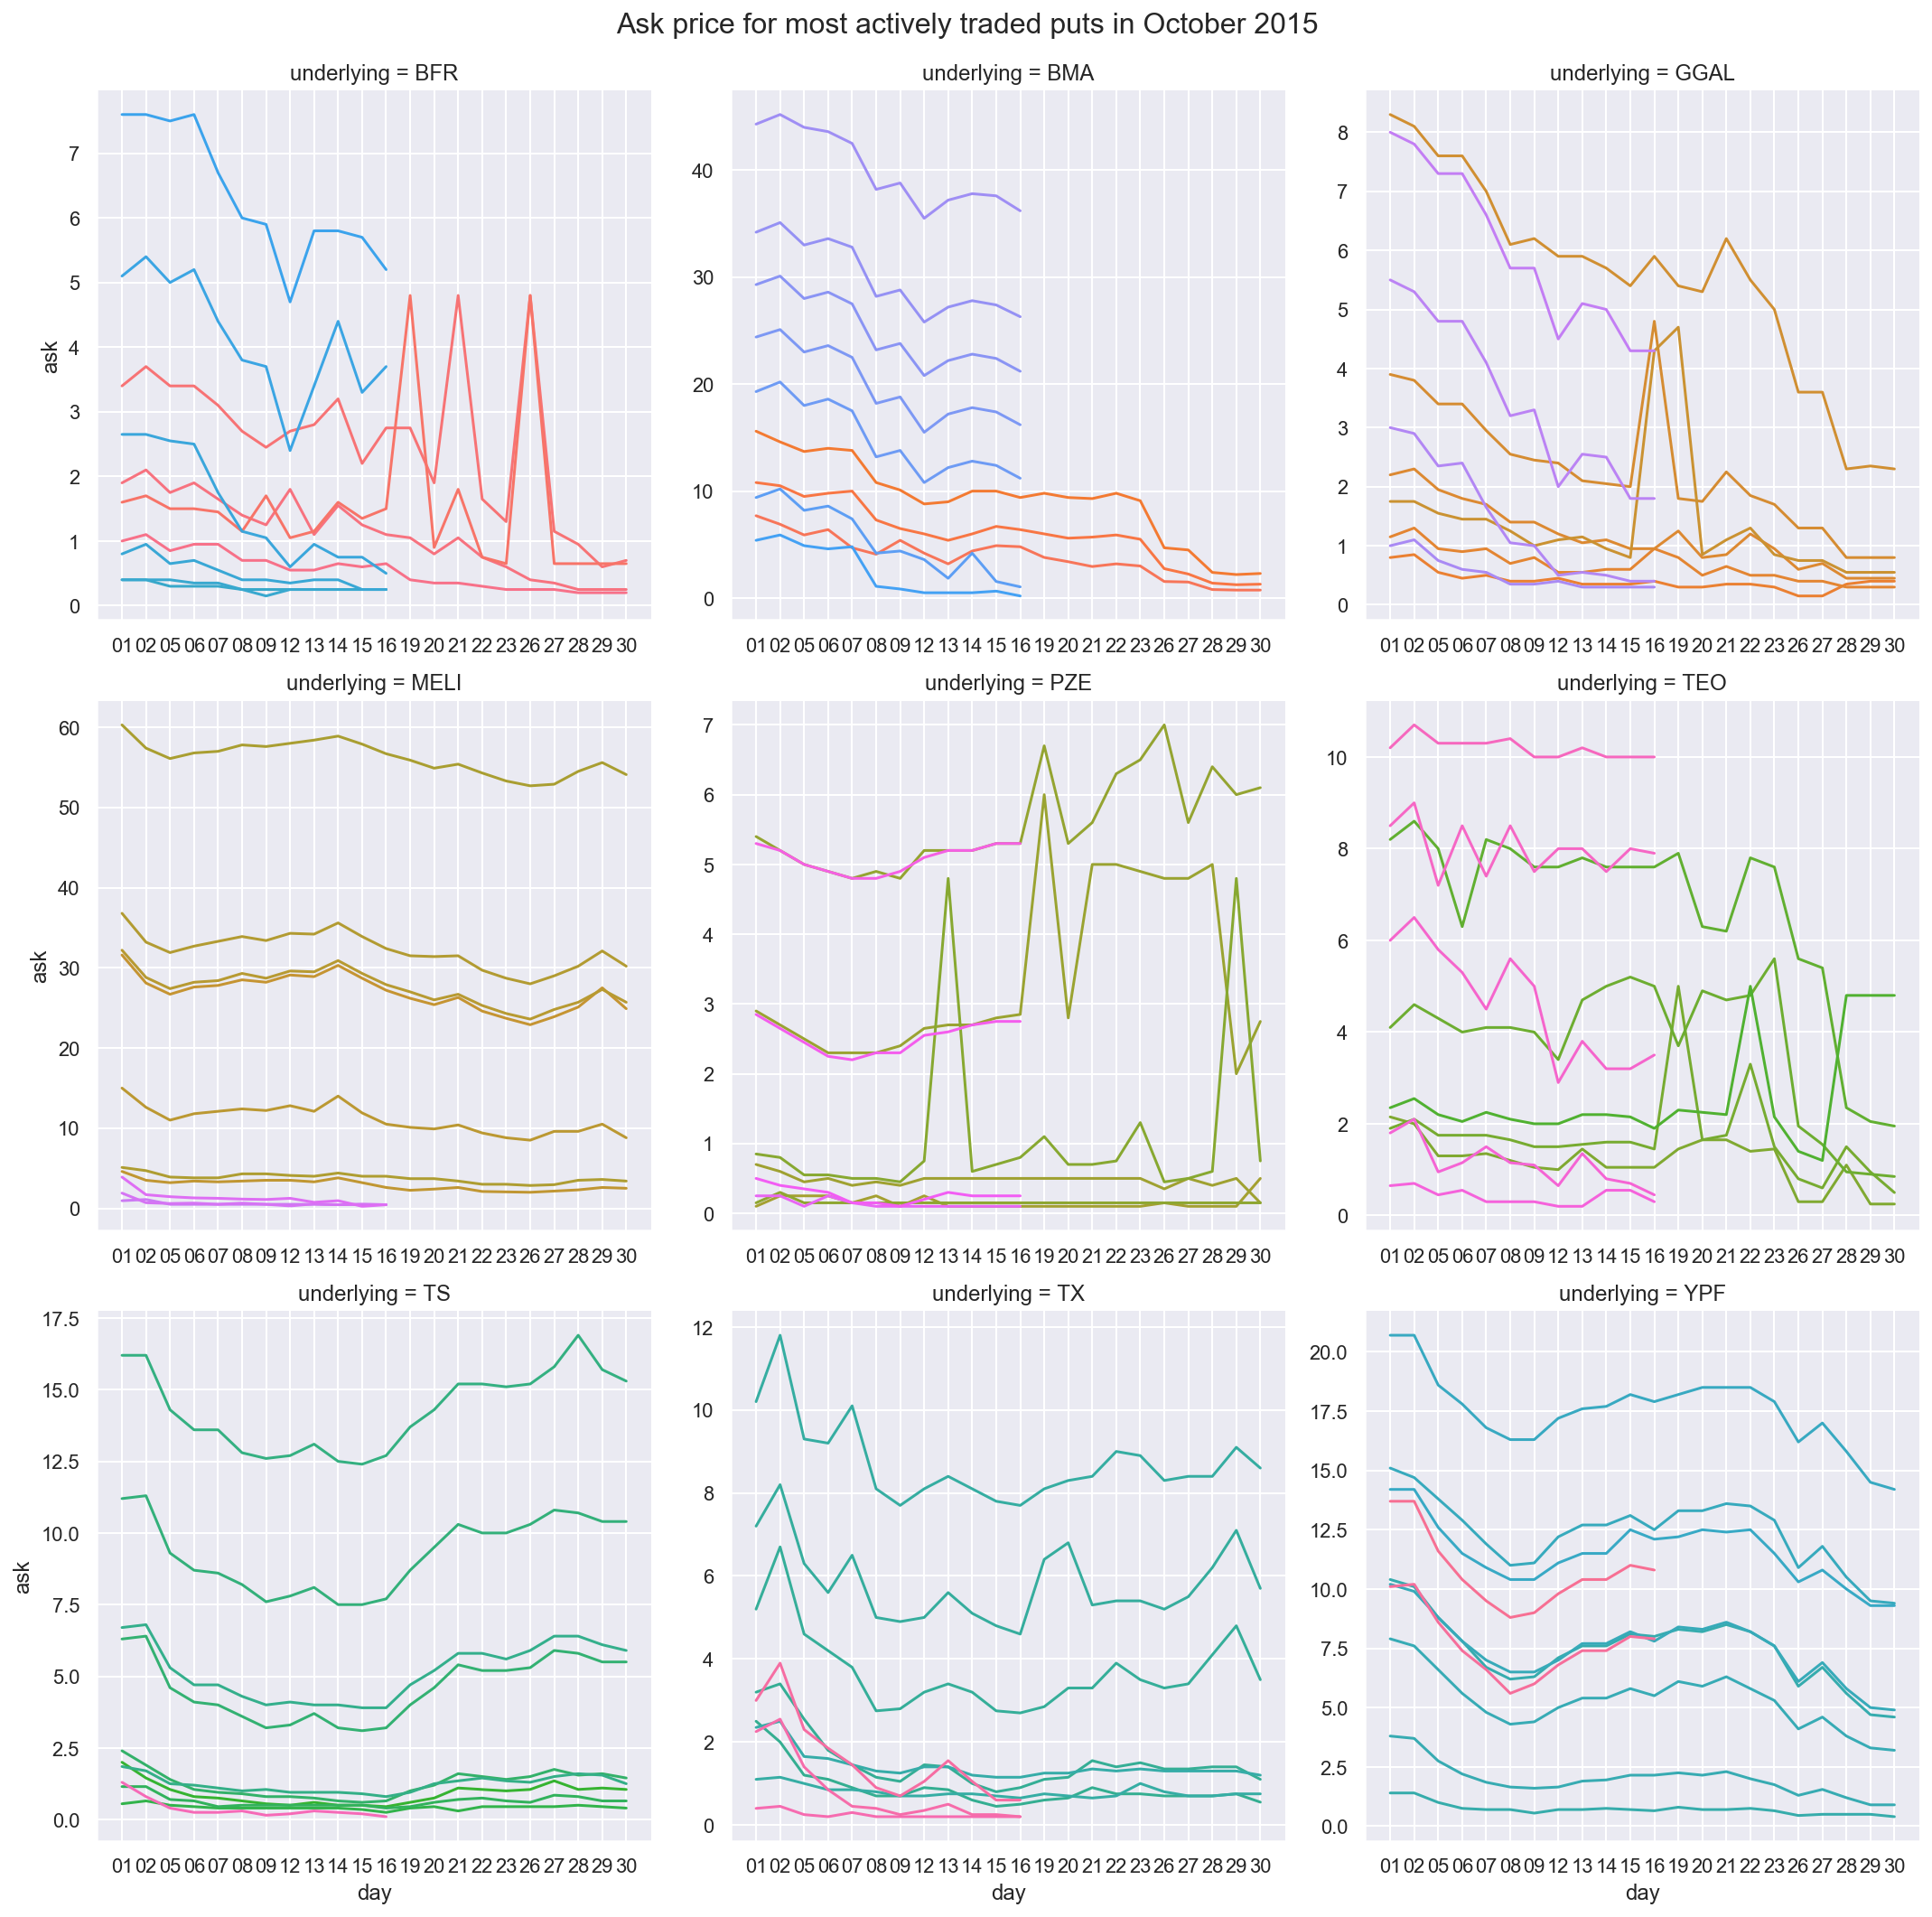 Ask price for most actively traded puts in October 2015
underlying = BFR
underlying = BMA
underlying = GGAL
ask
7
6
5
4
3
2
1
0
40
30
20
10
0
8
7
6
5
4
3
2
1
0
01 02 05 06 07 08 09 12 13 14 15 16 19 20 21 22 23 26 27 28 29 30
01 02 05 06 07 08 09 12 13 14 15 16 19 20 21 22 23 26 27 28 29 30
01 02 05 06 07 08 09 12 13 14 15 16 19 20 21 22 23 26 27 28 29 30
underlying = MELI
underlying = PZE
underlying = TEO
ask
60
50
40
30
20
10
0
7
6
5
4
3
2
1
0
10
8
6
4
2
0
01 02 05 06 07 08 09 12 13 14 15 16 19 20 21 22 23 26 27 28 29 30
01 02 05 06 07 08 09 12 13 14 15 16 19 20 21 22 23 26 27 28 29 30
01 02 05 06 07 08 09 12 13 14 15 16 19 20 21 22 23 26 27 28 29 30
underlying = TS
underlying = TX
underlying = YPF
ask
17.5
15.0
12.5
10.0
7.5
5.0
2.5
0.0
12
10
8
6
4
2
0
20.0
17.5
15.0
12.5
10.0
7.5
5.0
2.5
0.0
01 02 05 06 07 08 09 12 13 14 15 16 19 20 21 22 23 26 27 28 29 30
01 02 05 06 07 08 09 12 13 14 15 16 19 20 21 22 23 26 27 28 29 30
01 02 05 06 07 08 09 12 13 14 15 16 19 20 21 22 23 26 27 28 29 30
day
day
day